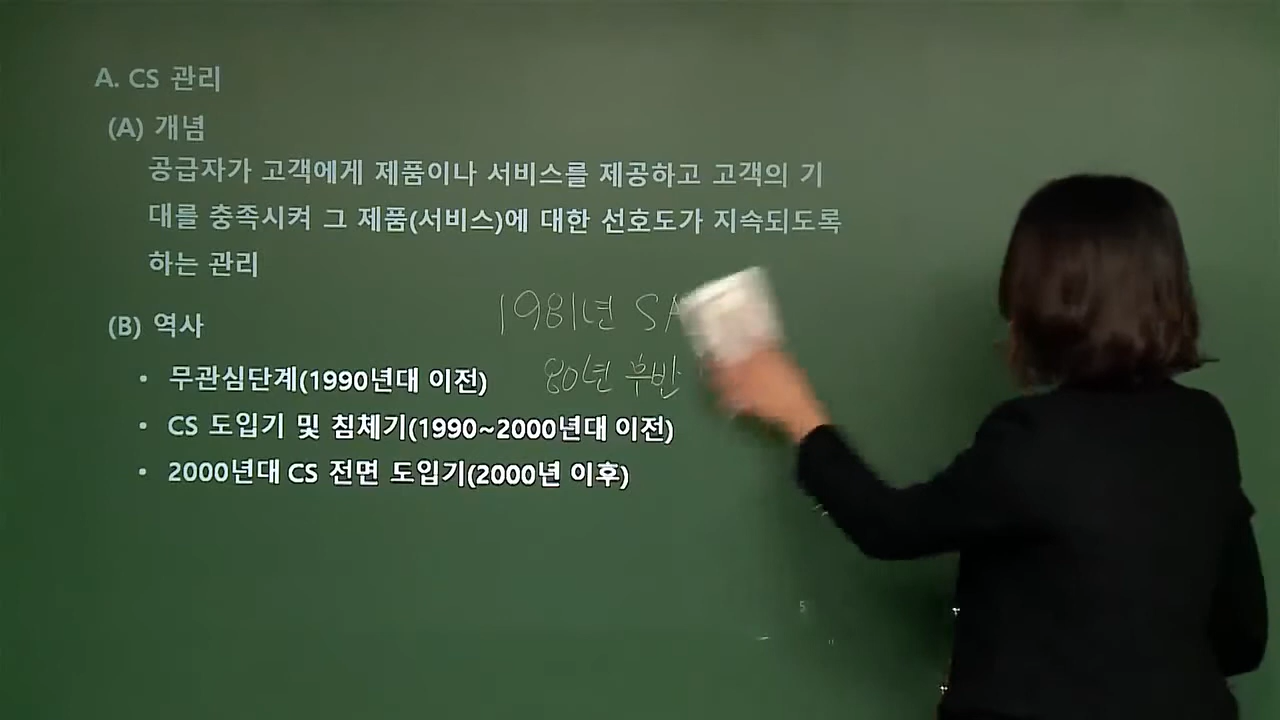 A. CS 관리
(A) 개념
공급자가 고객에게 제품이나 서비스를 제공하고 고객의 기
대를 충족시켜 그 제품(서비스)에 대한 선호도가 지속되도록
하는 관리
1981년 SA
(B) 역사
80년 후반
• 무관심단계(1990년대 이전)
• CS 도입기 및 침체기(1990~2000년대 이전)
• 2000년대 CS 전면 도입기(2000년 이후)